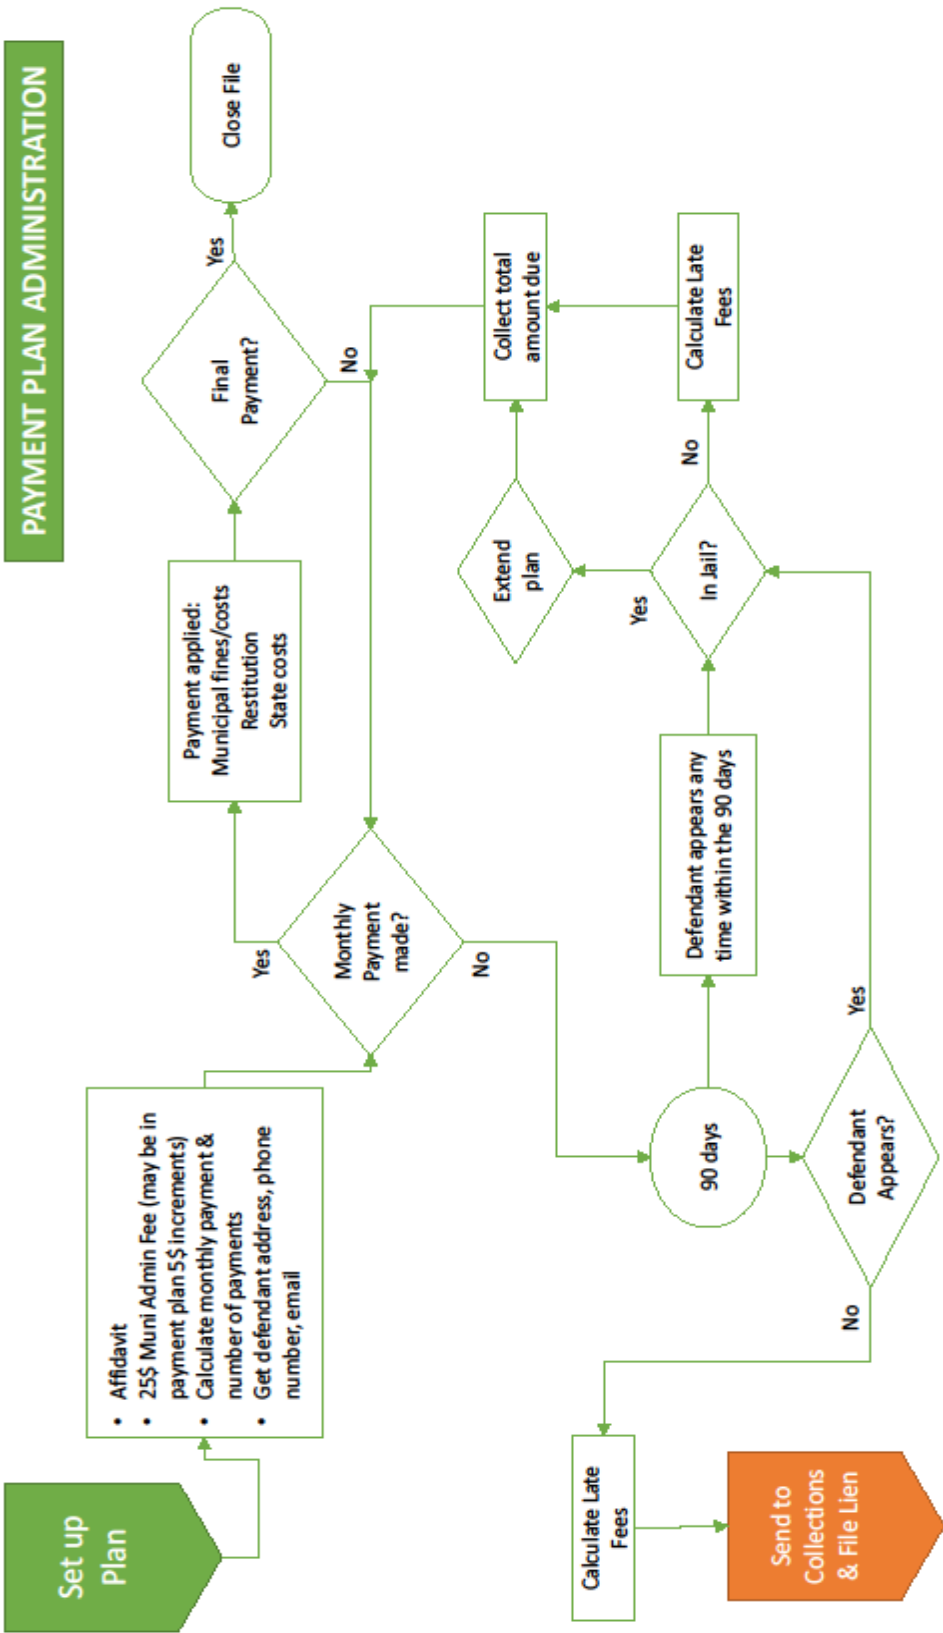 PAYMENT PLAN ADMINISTRATION
Set up
Plan
• Affidavit
• 25$ Muni Admin Fee (may be in
payment plan 5$ increments)
• Calculate monthly payment &
number of payments
• Get defendant address, phone
number, email
Monthly
Payment
made?
Yes
No
Payment applied:
Municipal fines/costs
Restitution
State costs
Final
Payment?
Yes
No
Close File
90 days
Defendant appears any
time within the 90 days
In Jail?
Yes
No
Extend
plan
Collect total
amount due
Calculate Late
Fees
Defendant
Appears?
Yes
No
Calculate Late
Fees
Send to
Collections
& File Lien